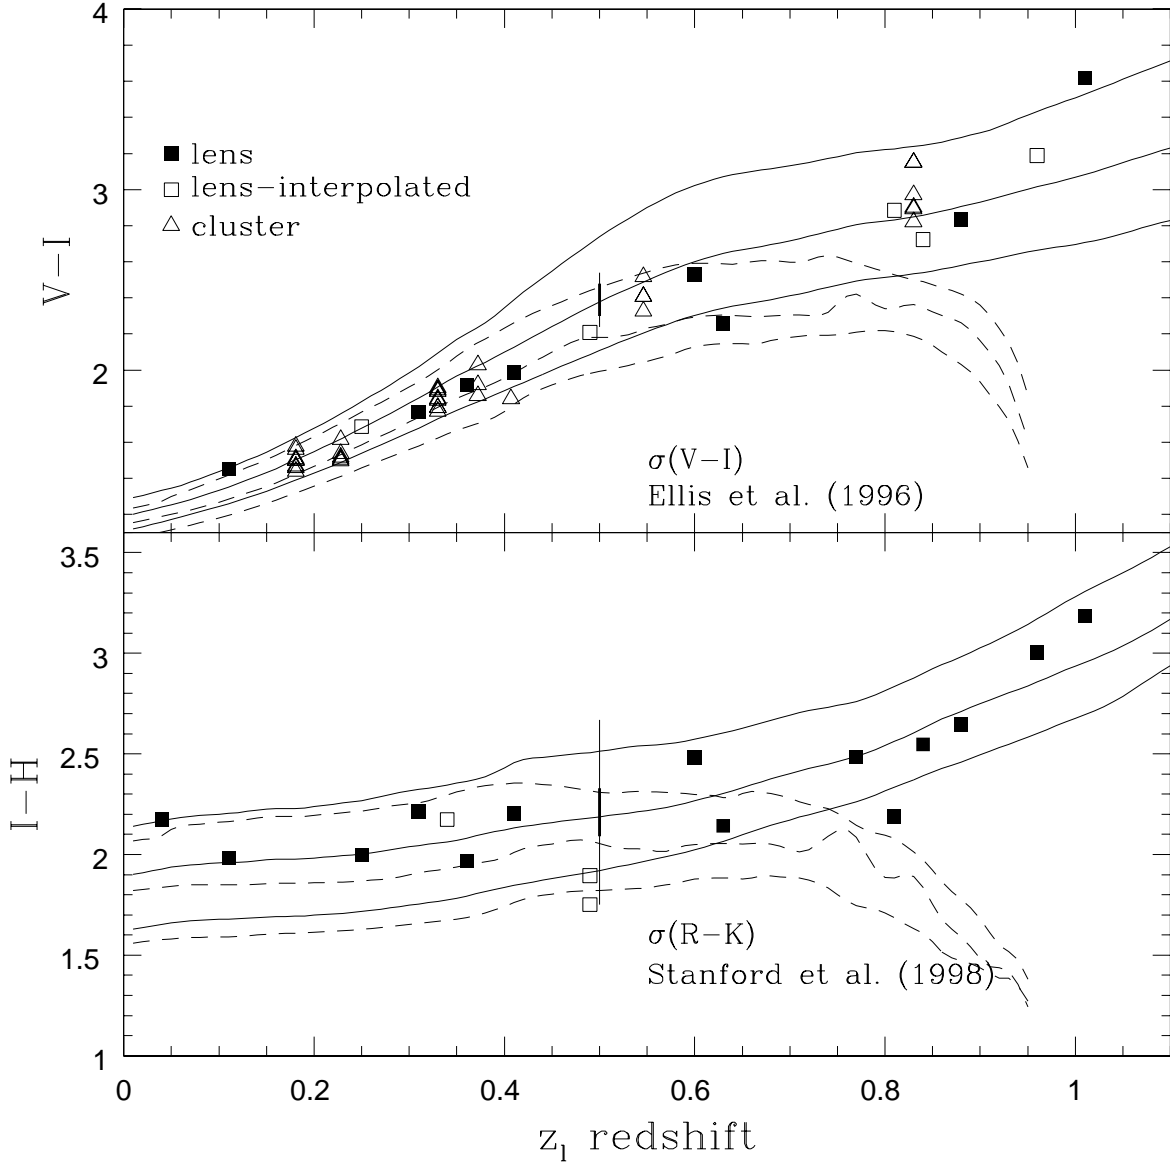 4
3
2
V-I
lens
lens-interpolated
cluster
σ(V-I)
Ellis et al. (1996)
3.5
3
2.5
2
1.5
1
I-H
σ(R-K)
Stanford et al. (1998)
0 0.2 0.4 0.6 0.8 1
z_l redshift